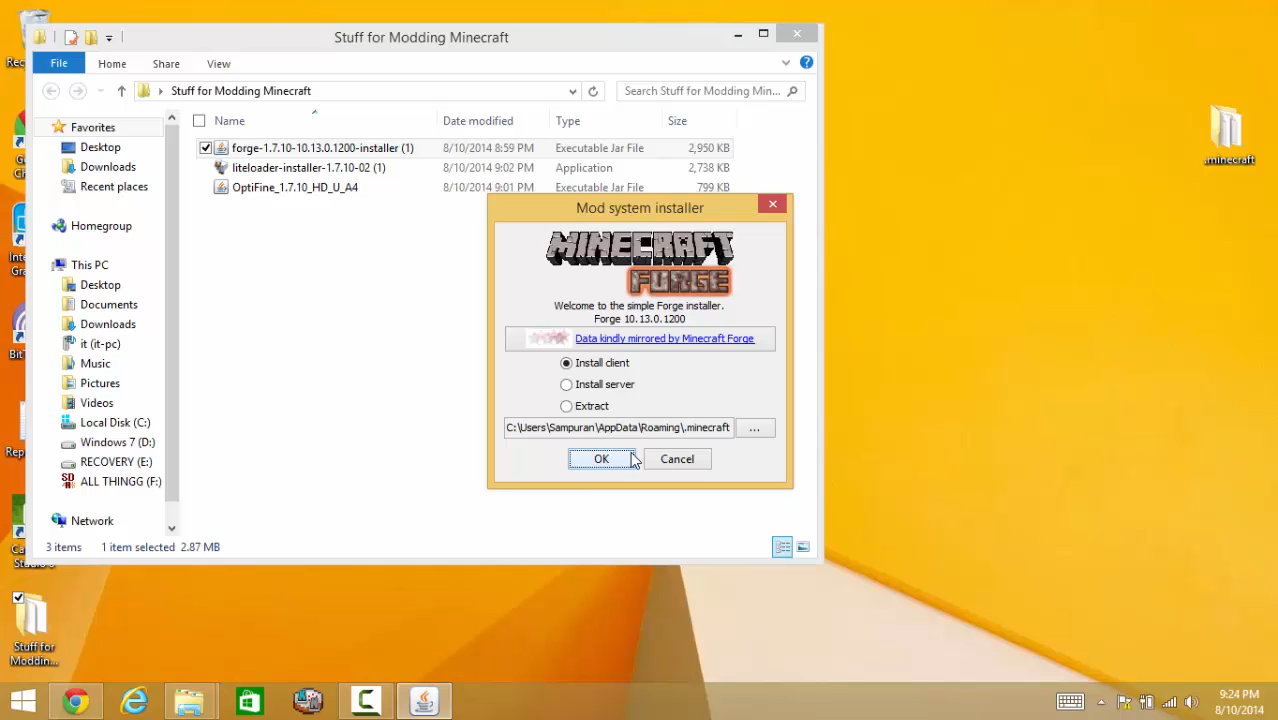 Stuff for Modding Minecraft
File
Home
Share
View
Stuff for Modding Minecraft
Search Stuff for Modding Min...
Name
Date modified
Type
Size
forge-1.7.10-10.13.0.1200-installer (1)
8/10/2014 8:59 PM
Executable Jar File
2,950 KB
liteloader-installer-1.7.10-02 (1)
8/10/2014 9:02 PM
Application
2,738 KB
OptiFine_1.7.10_HD_U_A4
8/10/2014 9:01 PM
Executable Jar File
799 KB
Favorites
Desktop
Downloads
Recent places
Homegroup
This PC
Desktop
Documents
Downloads
it (it-pc)
Music
Pictures
Videos
Local Disk (C:)
Windows 7 (D:)
RECOVERY (E:)
ALL THINGG (F:)
Network
3 items
1 item selected 2.87 MB
Mod system installer
MINECRAFT
FORGE
Welcome to the simple Forge installer.
Forge 10.13.0.1200
Data kindly mirrored by Minecraft Forge
Install client
Install server
Extract
C:\Users\Sampuran\AppData\Roaming\.minecraft
...
OK
Cancel
.minecraft
Stuff for
Moddin...
9:24 PM
8/10/2014